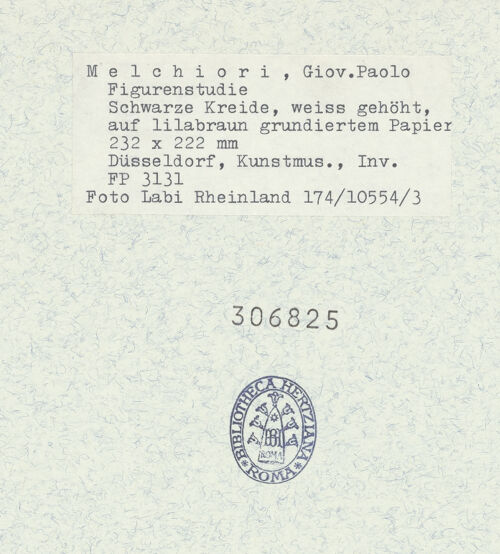 Melchiori, Giov.Paolo
Figurenstudie
Schwarze Kreide, weiss gehöht,
auf lilabraun grundiertem Papier
232 x 222 mm
Düsseldorf, Kunstmus., Inv.
FP 3131
Foto Labi Rheinland 174/10554/3
306825
*BIBLIOTHECA HERTZIANA*
ROMA
ROMA